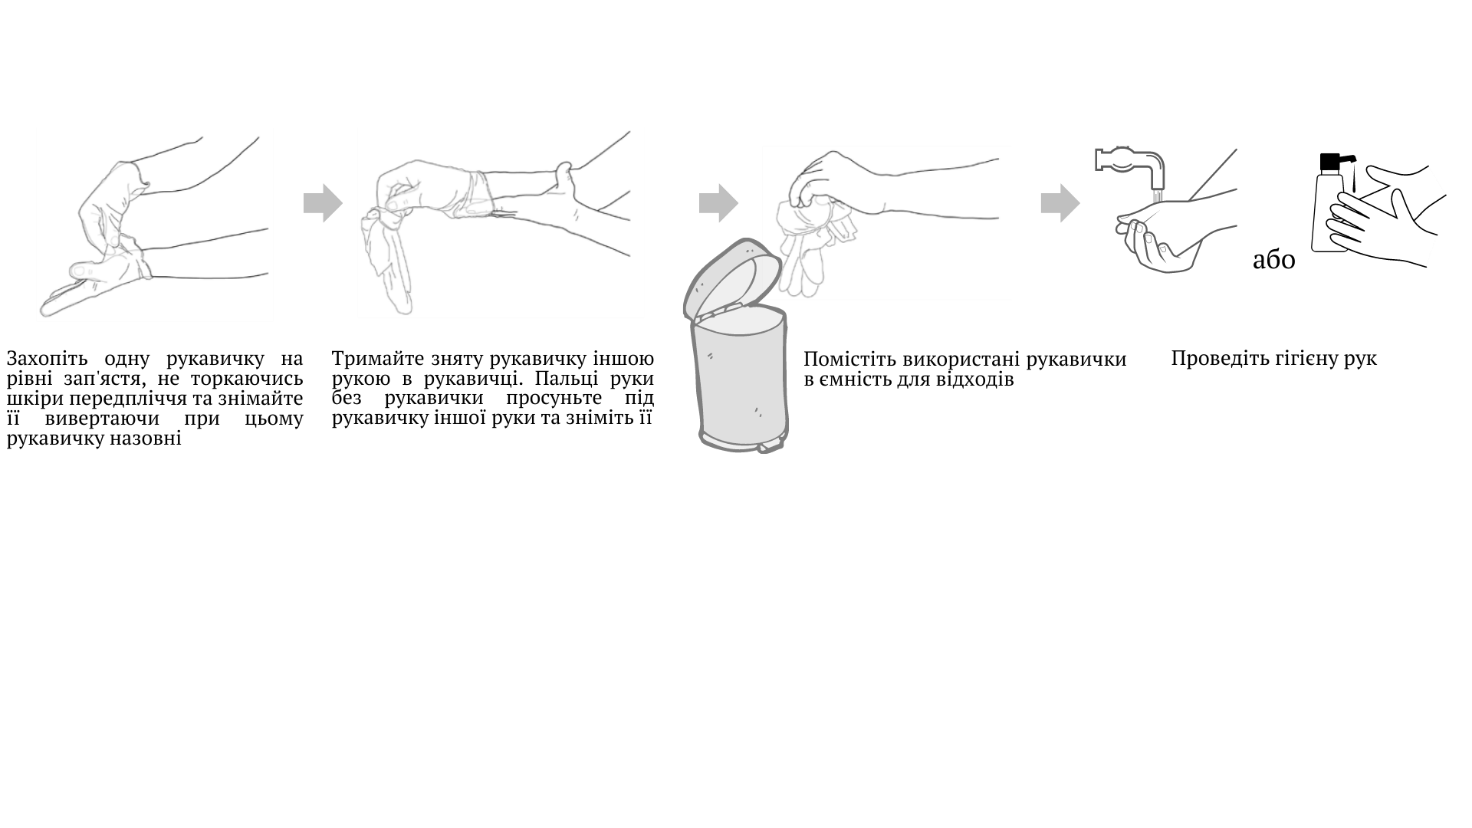 Захопіть одну рукавичку на
рівні зап'ястя, не торкаючись
шкіри передпліччя та знімайте
її вивертаючи при цьому
рукавичку назовні
Тримайте зняту рукавичку іншою
рукою в рукавичці. Пальці руки
без рукавички просуньте під
рукавичку іншої руки та зніміть її
Помістіть використані рукавички
в ємність для відходів
або
Проведіть гігієну рук